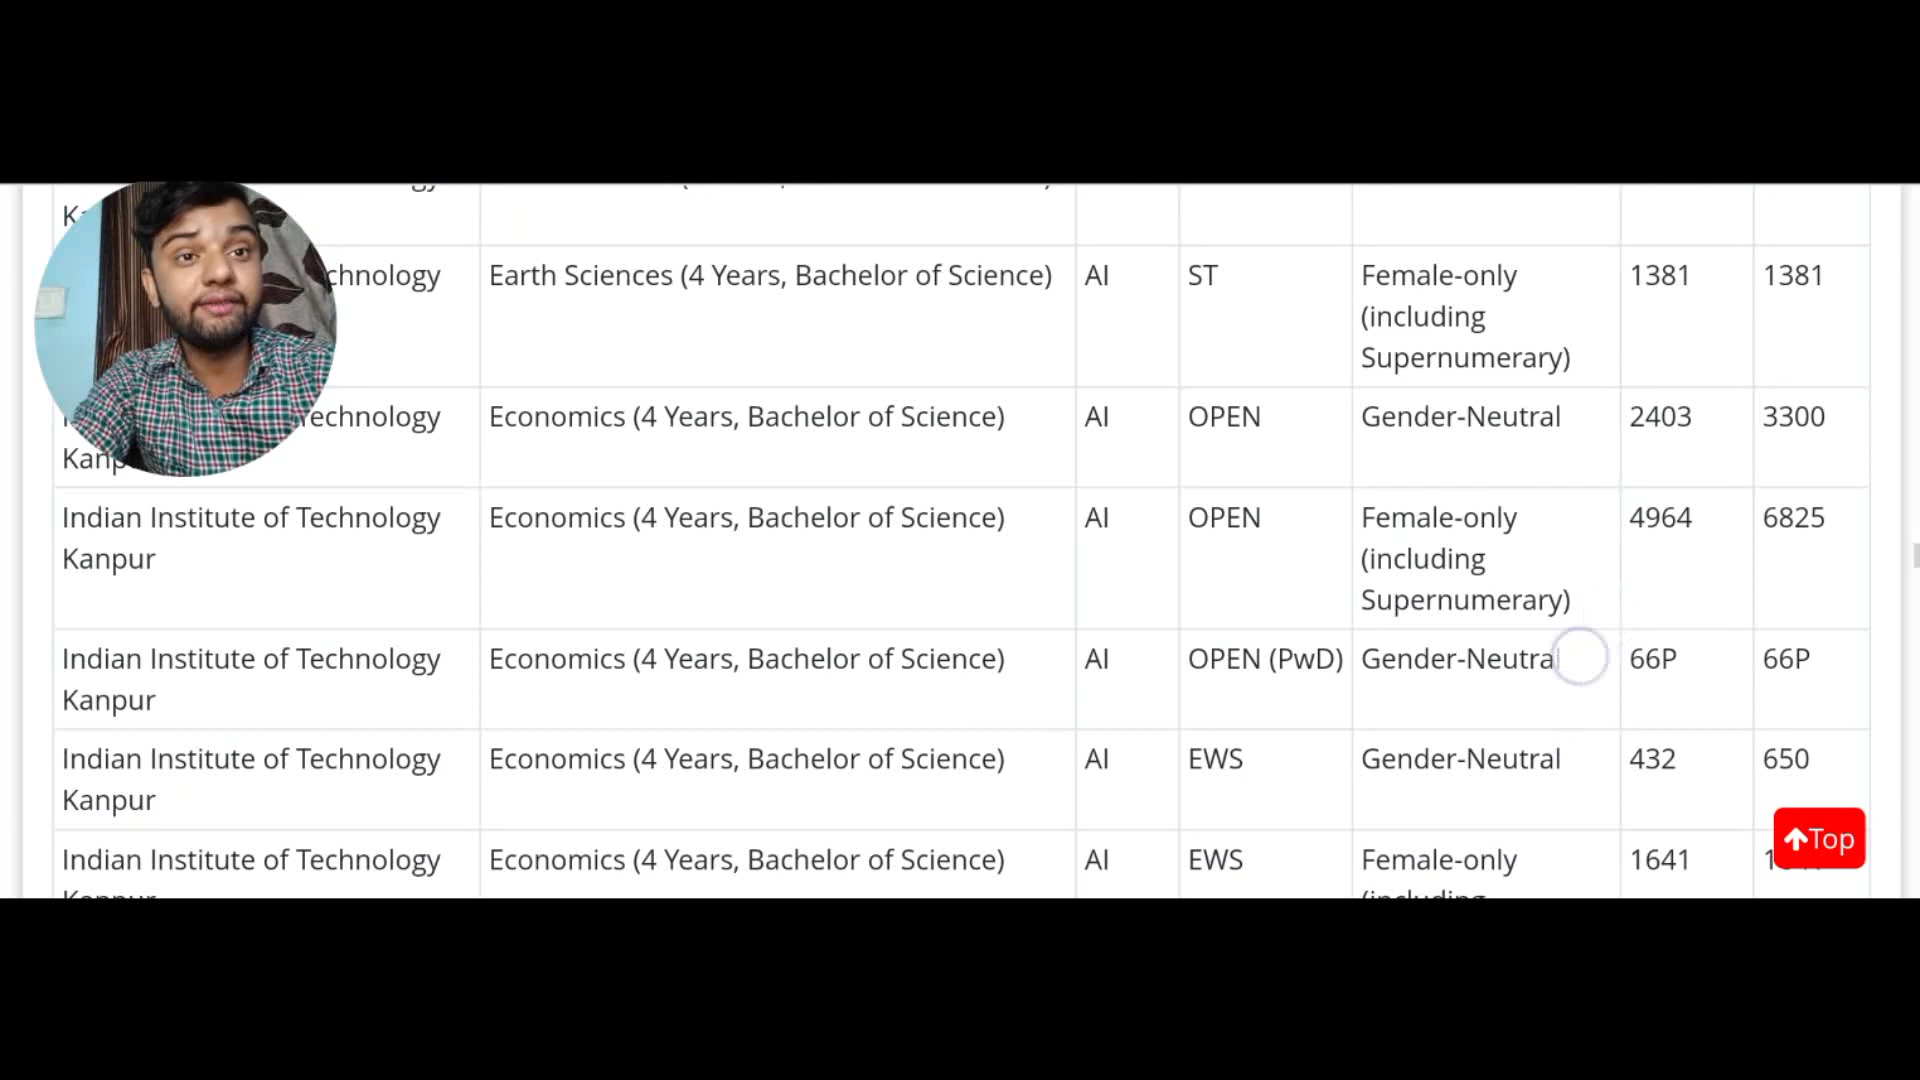 chnology Earth Sciences (4 Years, Bachelor of Science) AI ST Female-only 1381 1381
(including
Supernumerary)
echnology Economics (4 Years, Bachelor of Science) AI OPEN Gender-Neutral 2403 3300
Kanp
Indian Institute of Technology Economics (4 Years, Bachelor of Science) AI OPEN Female-only 4964 6825
Kanpur (including
Supernumerary)
Indian Institute of Technology Economics (4 Years, Bachelor of Science) AI OPEN (PwD) Gender-Neutral 66P 66P
Kanpur
Indian Institute of Technology Economics (4 Years, Bachelor of Science) AI EWS Gender-Neutral 432 650
Kanpur
Top
Indian Institute of Technology Economics (4 Years, Bachelor of Science) AI EWS Female-only 1641
Kanpur (including